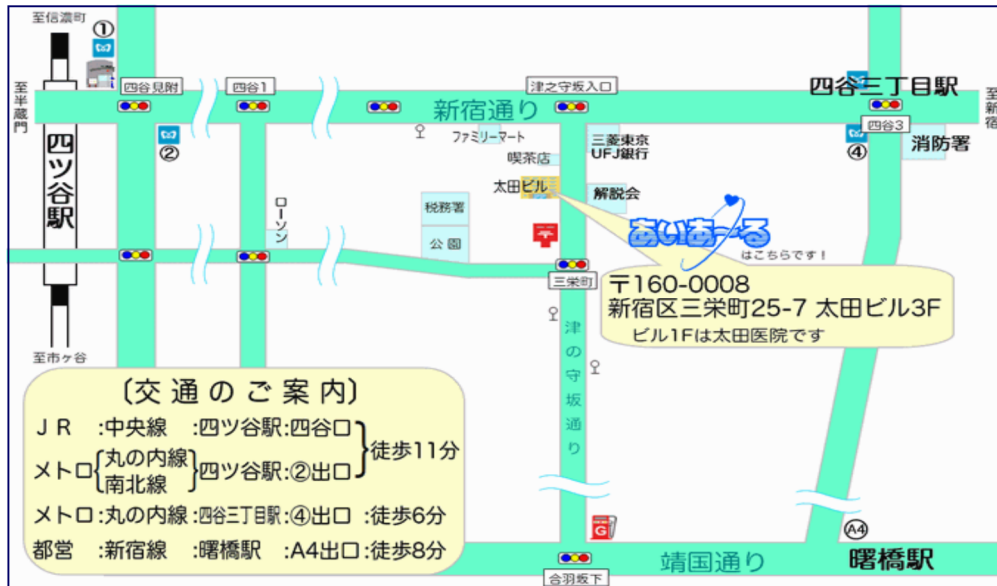 至信濃町
①
至半蔵門
四谷見附
四谷1
津之守坂入口
四谷三丁目駅
至新宿
新宿通り
四谷3
②
ファミリーマート
三菱東京
UFJ銀行
④
消防署
四ツ谷駅
喫茶店
太田ビル
解説会
税務署
ローソン
公園
あいあ〜る
はこちらです!
三栄町
〒160-0008
新宿区三栄町25-7 太田ビル3F
ビル1Fは太田医院です
至市ヶ谷
津の守坂通り
〔交通のご案内〕
JR :中央線 :四ツ谷駅:四谷口
メトロ{丸の内線 南北線}四ツ谷駅:②出口
}徒歩11分
メトロ:丸の内線:四谷三丁目駅:④出口 :徒歩6分
都営 :新宿線 :曙橋駅 :A4出口:徒歩8分
G
A4
靖国通り
曙橋駅
合羽坂下